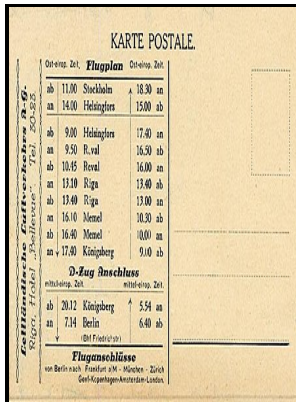 KARTE POSTALE.
Ost-europ. Zeit. Flugplan Ost-europ. Zeit.
ab 11.00 Stockholm 18.30 an
an 14.00 Helsingfors 15.00 ab
ab 9.00 Helsingfors 17.40 an
an 9.50 R.val 16.50 ab
ab 10.45 Reval 16.00 an
an 13.10 Riga 13.40 ab
ab 13.40 Riga 13.00 an
an 16.10 Memel 10.30 ab
ab 16.40 Memel 10.00 an
an 17.40 Königsberg 9.00 ab
D-Zug Anschluss
mittel-eirop. Zeit. mittel-eirop. Zeit.
ab 20.12 Königsberg 5.54 an
an 7.14 Berlin 6.40 ab
(Bhf Friedrichstr)
Fluganschlüsse
von Berlin nach Frankfurt a/M - München - Zürich
Genf-Kopenhagen-Amsterdam-London.
Lettländische Luftverkehrs A-G.
Riga, Hotel "Bellevue" Tel. 30-23